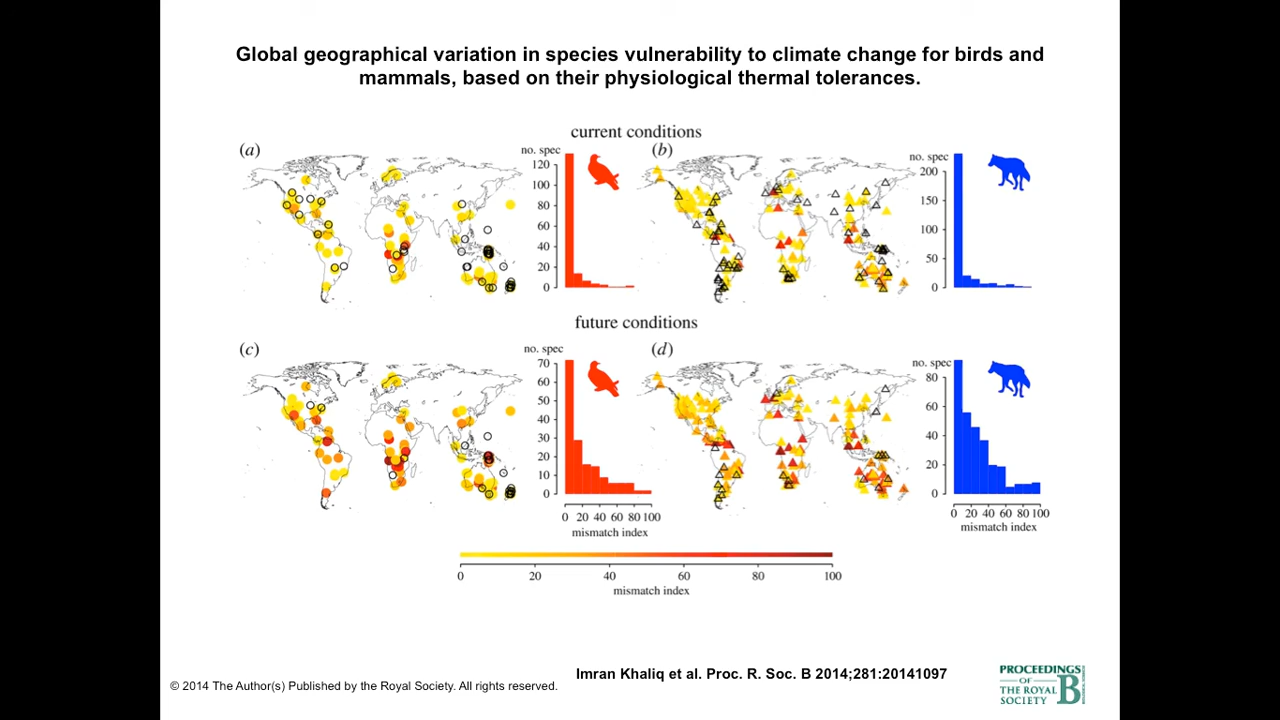 Global geographical variation in species vulnerability to climate change for birds and
mammals, based on their physiological thermal tolerances.
current conditions
(a)
no. spec
120
100
80
60
40
20
0
(b)
no. spec
200
150
100
50
0
future conditions
(c)
no. spec
70
60
50
40
30
20
10
0
0 20 40 60 80 100
mismatch index
(d)
no. spec
80
60
40
20
0
0 20 40 60 80 100
mismatch index
0 20 40 60 80 100
mismatch index
Imran Khaliq et al. Proc. R. Soc. B 2014;281:20141097
© 2014 The Author(s) Published by the Royal Society. All rights reserved.
PROCEEDINGS
OF
THE ROYAL
SOCIETY
B